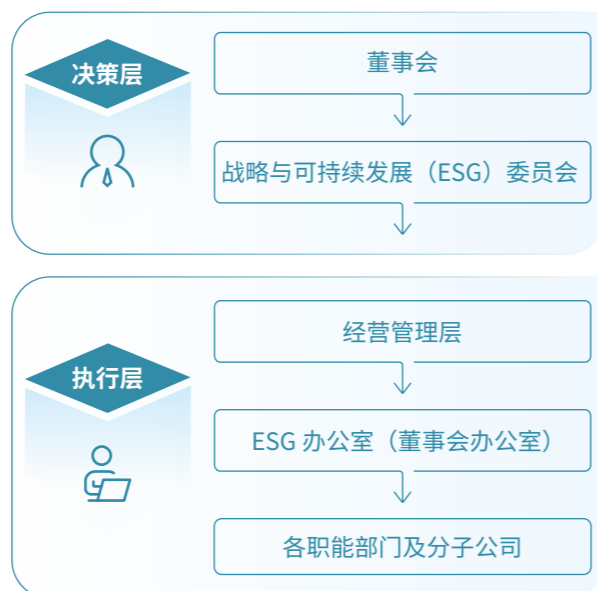 决策层
董事会
战略与可持续发展（ESG）委员会
执行层
经营管理层
ESG 办公室（董事会办公室）
各职能部门及分子公司